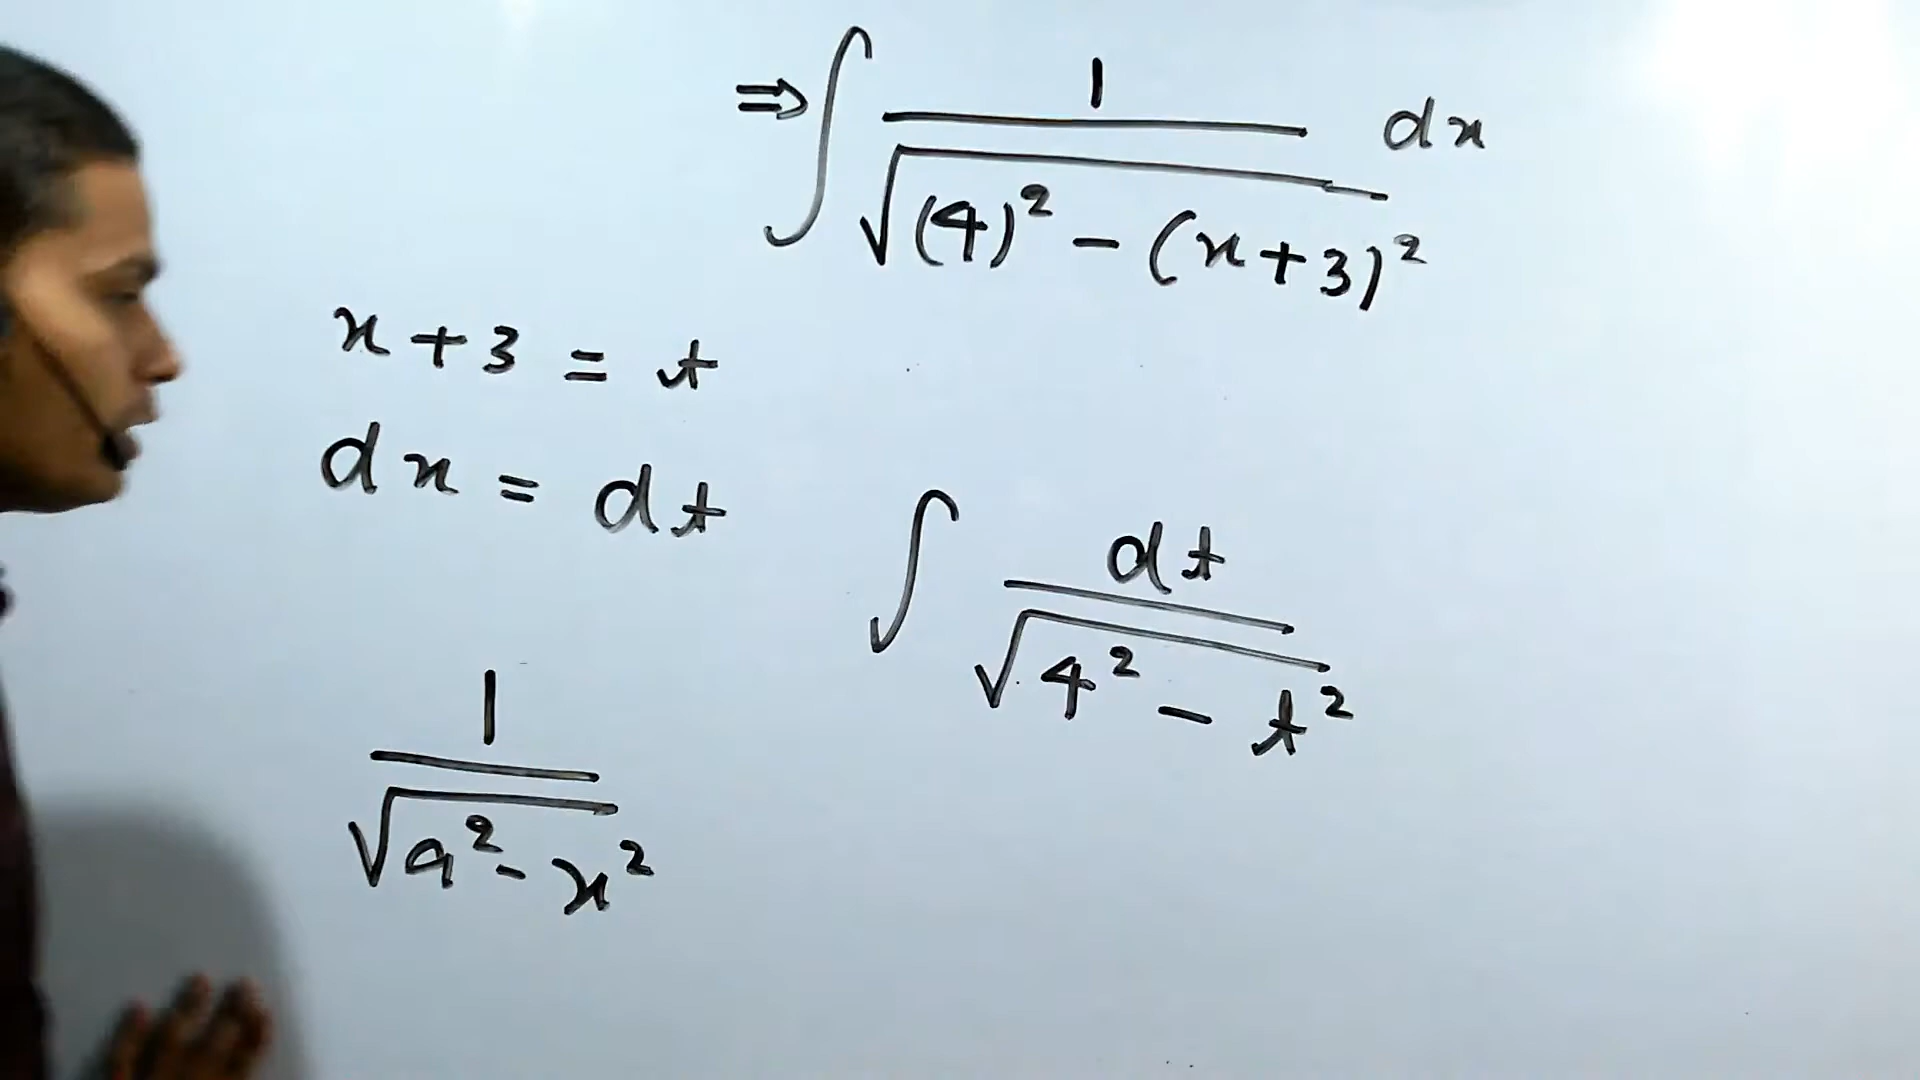 ⇒ ∫ 1/√((4)² - (x+3)²) dx
x + 3 = t
dx = dt
∫ dt/√(4² - t²)
1/√(a² - x²)